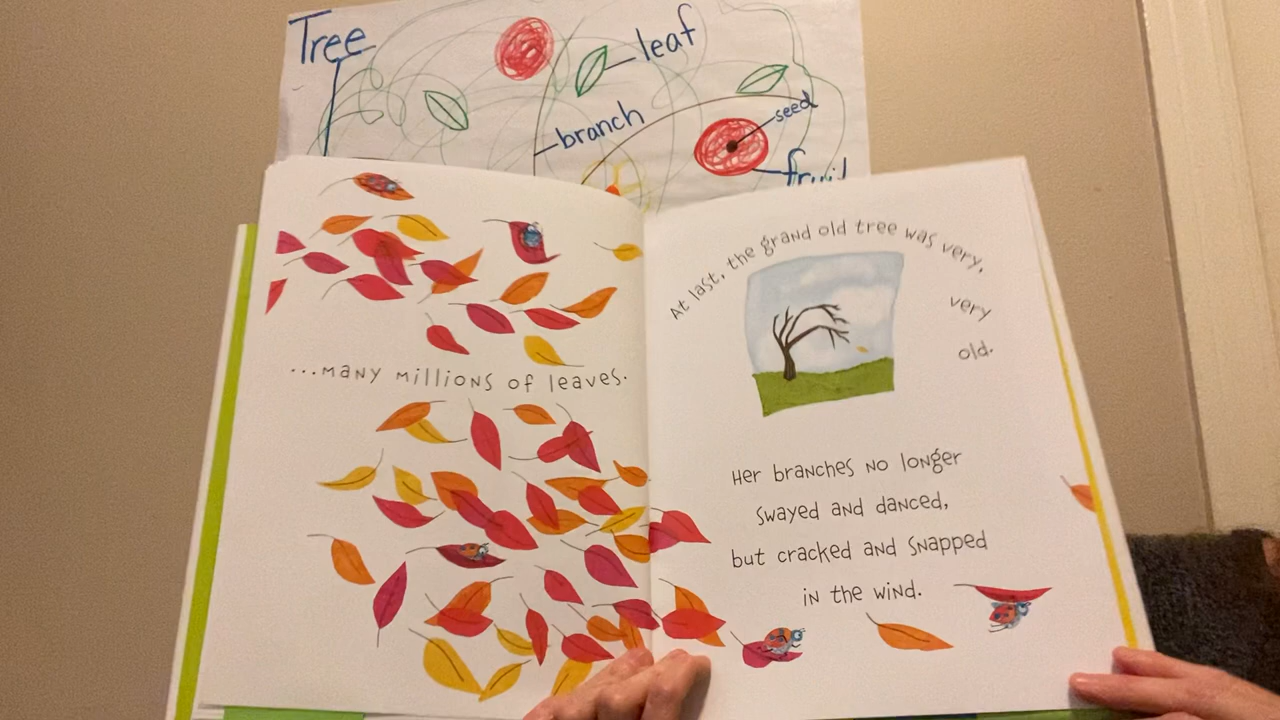 Tree
leaf
branch
seed
fruit
...many millions of leaves.
At last, the grand old tree was very,
very
old.
Her branches no longer
swayed and danced,
but cracked and snapped
in the wind.